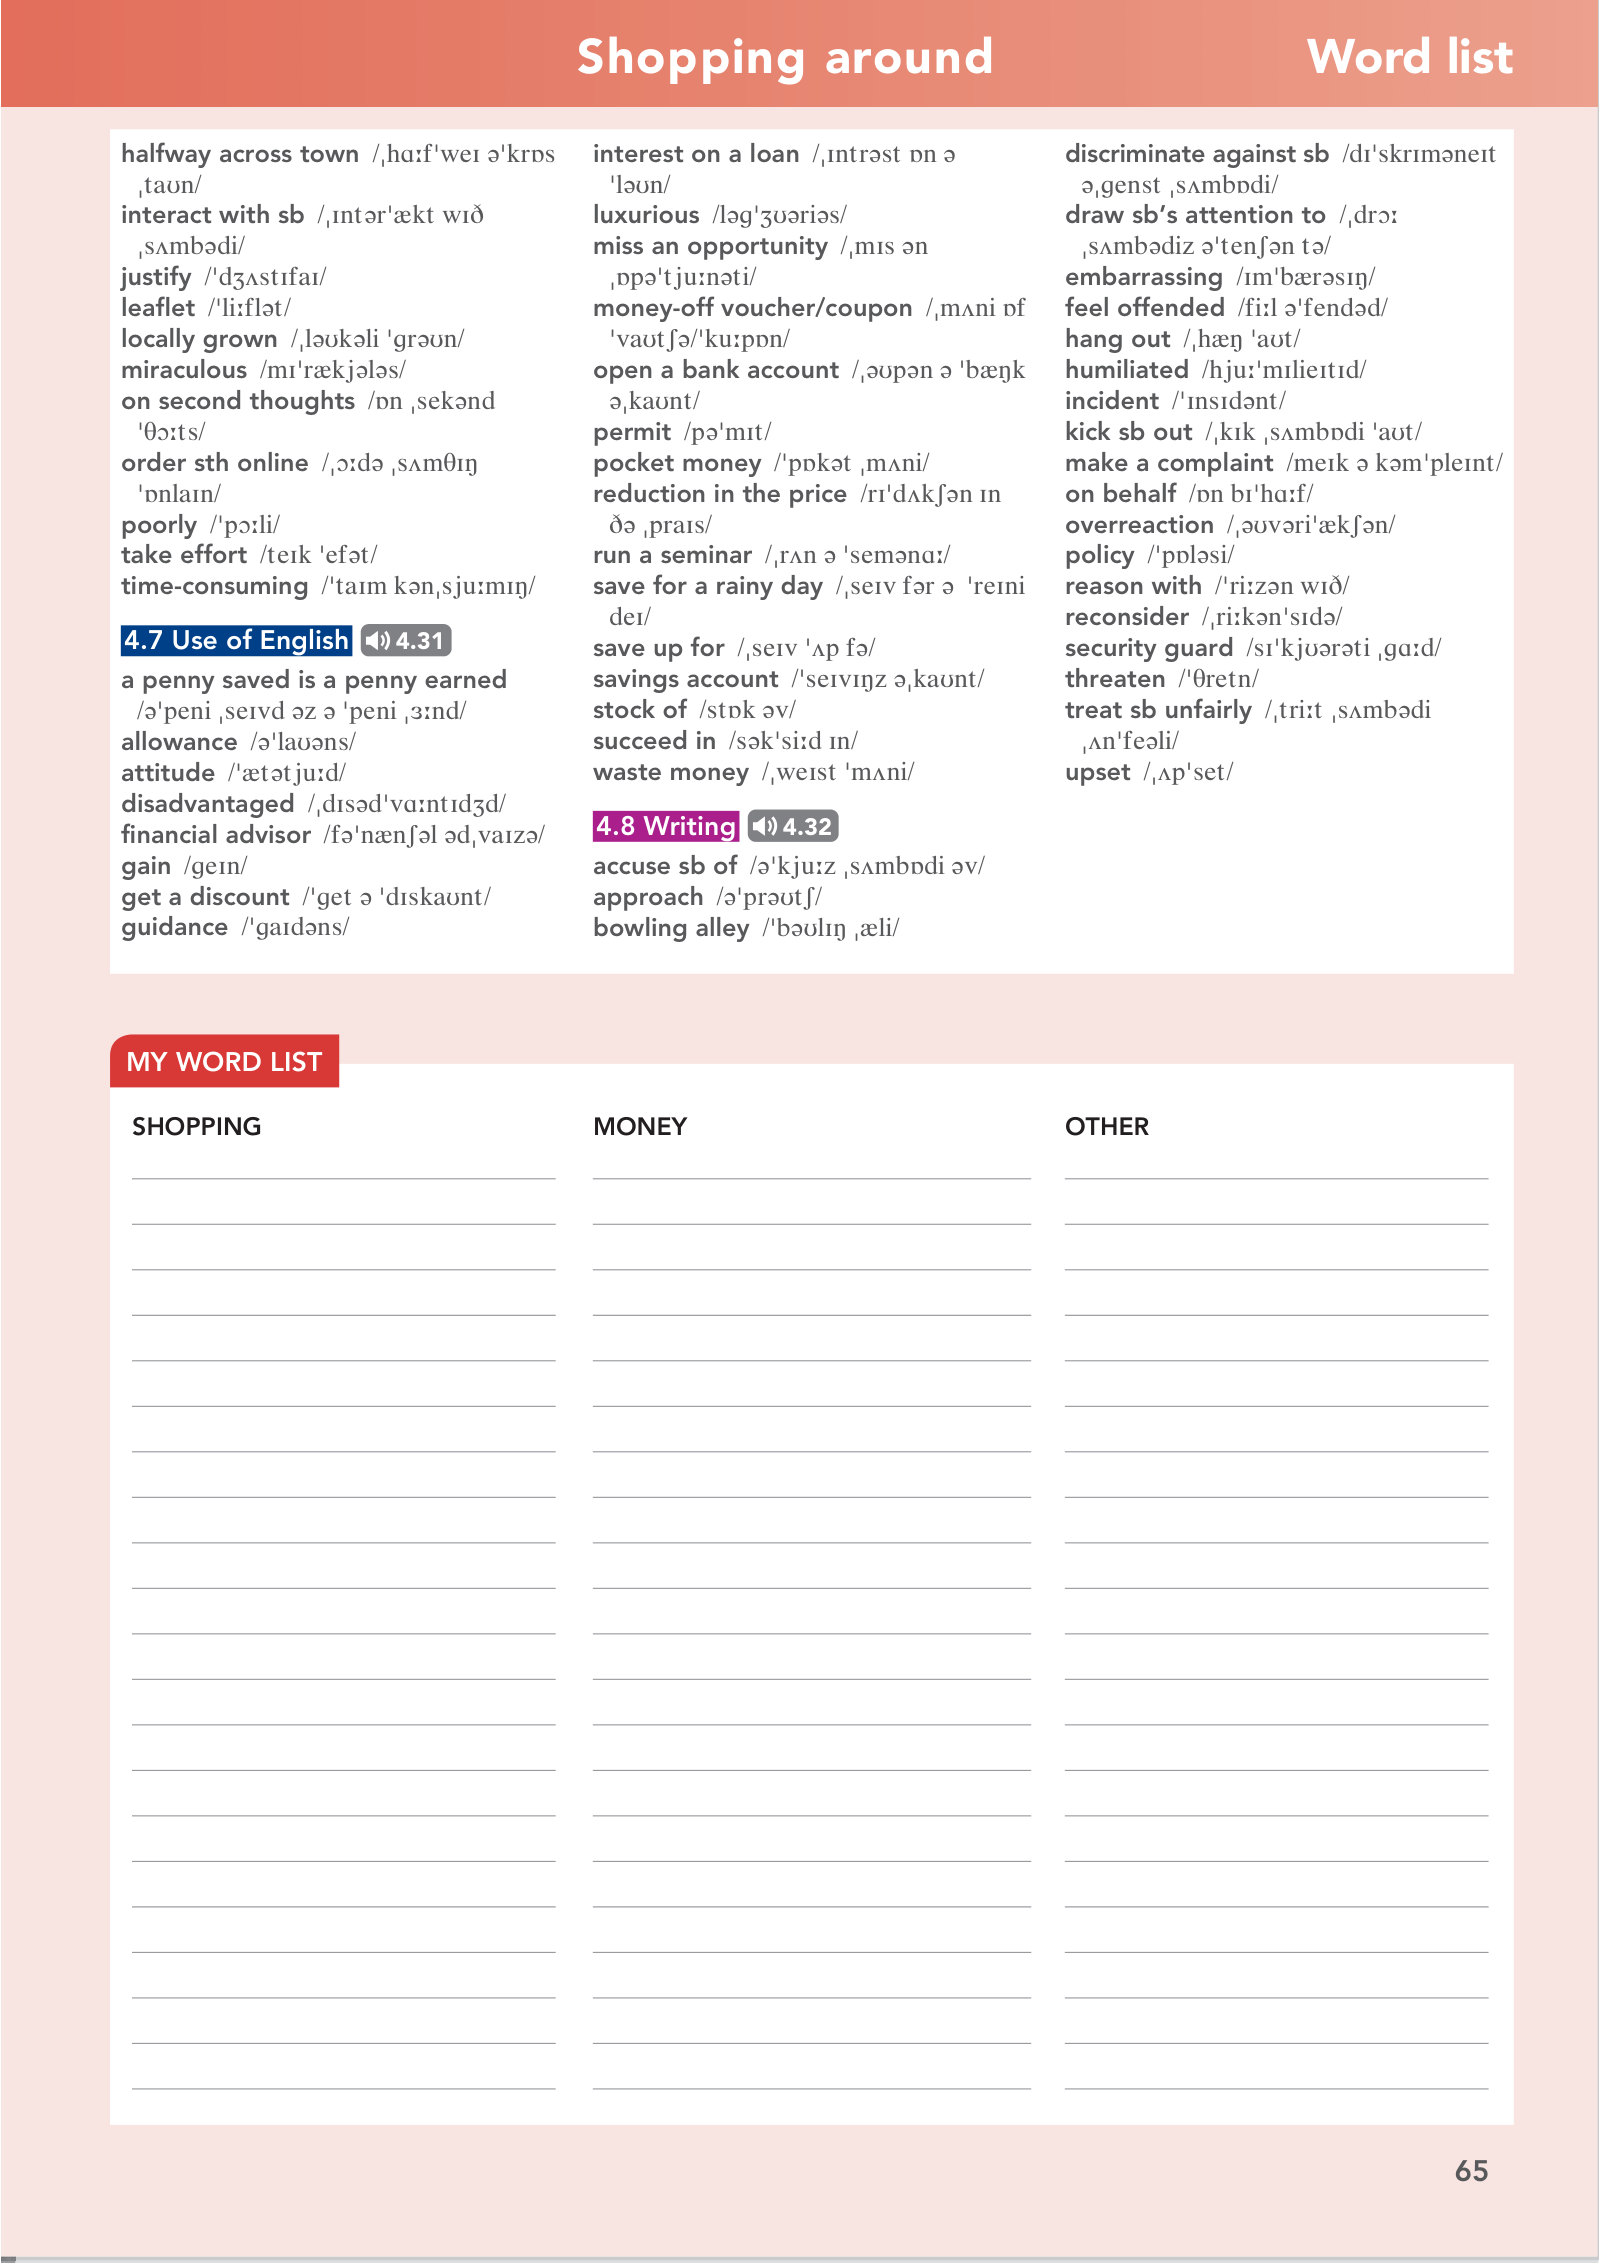 Shopping around
Word list
halfway across town /ˌhɑːfˈweɪ əˈkrɒs
ˌtaʊn/
interact with sb /ˌɪntərˈækt wɪð
ˌsʌmbədi/
justify /ˈdʒʌstɪfaɪ/
leaflet /ˈliːflət/
locally grown /ˌləʊkəli ˈɡrəʊn/
miraculous /mɪˈrækjələs/
on second thoughts /ɒn ˌsekənd
ˈθɔːts/
order sth online /ˌɔːdə ˌsʌmθɪŋ
ˈɒnlaɪn/
poorly /ˈpɔːli/
take effort /teɪk ˈefət/
time-consuming /ˈtaɪm kənˌsjuːmɪŋ/
4.7 Use of English 4.31
a penny saved is a penny earned
/əˈpeni ˌseɪvd əz ə ˈpeni ˌɜːnd/
allowance /əˈlaʊəns/
attitude /ˈætətjuːd/
disadvantaged /ˌdɪsədˈvɑːntɪdʒd/
financial advisor /fəˈnænʃəl ədˌvaɪzə/
gain /ɡeɪn/
get a discount /ˈɡet ə ˈdɪskaʊnt/
guidance /ˈɡaɪdəns/
interest on a loan /ˌɪntrəst ɒn ə
ˈləʊn/
luxurious /ləɡˈʒʊəriəs/
miss an opportunity /ˌmɪs ən
ˌɒpəˈtjuːnəti/
money-off voucher/coupon /ˌmʌni ɒf
ˈvaʊtʃə/ˈkuːpɒn/
open a bank account /ˌəʊpən ə ˈbæŋk
əˌkaʊnt/
permit /pəˈmɪt/
pocket money /ˈpɒkət ˌmʌni/
reduction in the price /rɪˈdʌkʃən ɪn
ðə ˌpraɪs/
run a seminar /ˌrʌn ə ˈsemənɑː/
save for a rainy day /ˌseɪv fər ə ˈreɪni
deɪ/
save up for /ˌseɪv ˈʌp fə/
savings account /ˈseɪvɪŋz əˌkaʊnt/
stock of /stɒk əv/
succeed in /səkˈsiːd ɪn/
waste money /ˌweɪst ˈmʌni/
4.8 Writing 4.32
accuse sb of /əˈkjuːz ˌsʌmbɒdi əv/
approach /əˈprəʊtʃ/
bowling alley /ˈbəʊlɪŋ ˌæli/
discriminate against sb /dɪˈskrɪməneɪt
əˌɡenst ˌsʌmbɒdi/
draw sb’s attention to /ˌdrɔː
ˌsʌmbədiz əˈtenʃən tə/
embarrassing /ɪmˈbærəsɪŋ/
feel offended /fiːl əˈfendəd/
hang out /ˌhæŋ ˈaʊt/
humiliated /hjuːˈmɪlieɪtɪd/
incident /ˈɪnsɪdənt/
kick sb out /ˌkɪk ˌsʌmbɒdi ˈaʊt/
make a complaint /meɪk ə kəmˈpleɪnt/
on behalf /ɒn bɪˈhɑːf/
overreaction /ˌəʊvəriˈækʃən/
policy /ˈpɒləsi/
reason with /ˈriːzən wɪð/
reconsider /ˌriːkənˈsɪdə/
security guard /sɪˈkjʊərəti ˌɡɑːd/
threaten /ˈθretn/
treat sb unfairly /ˌtriːt ˌsʌmbədi
ˌʌnˈfeəli/
upset /ˌʌpˈset/
MY WORD LIST
SHOPPING
MONEY
OTHER
65